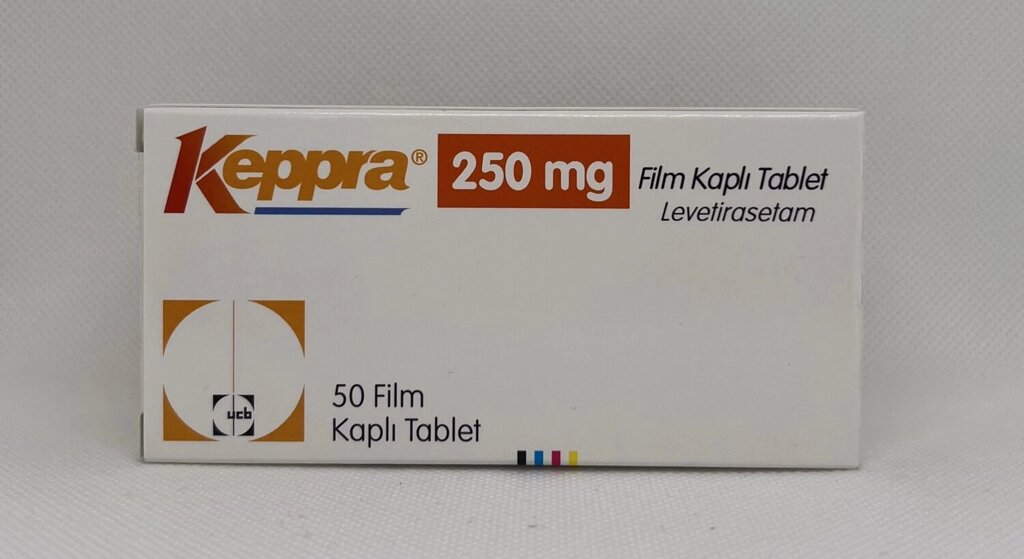 Keppra® 250 mg Film Kaplı Tablet
Levetirasetam
ucb
50 Film
Kaplı Tablet